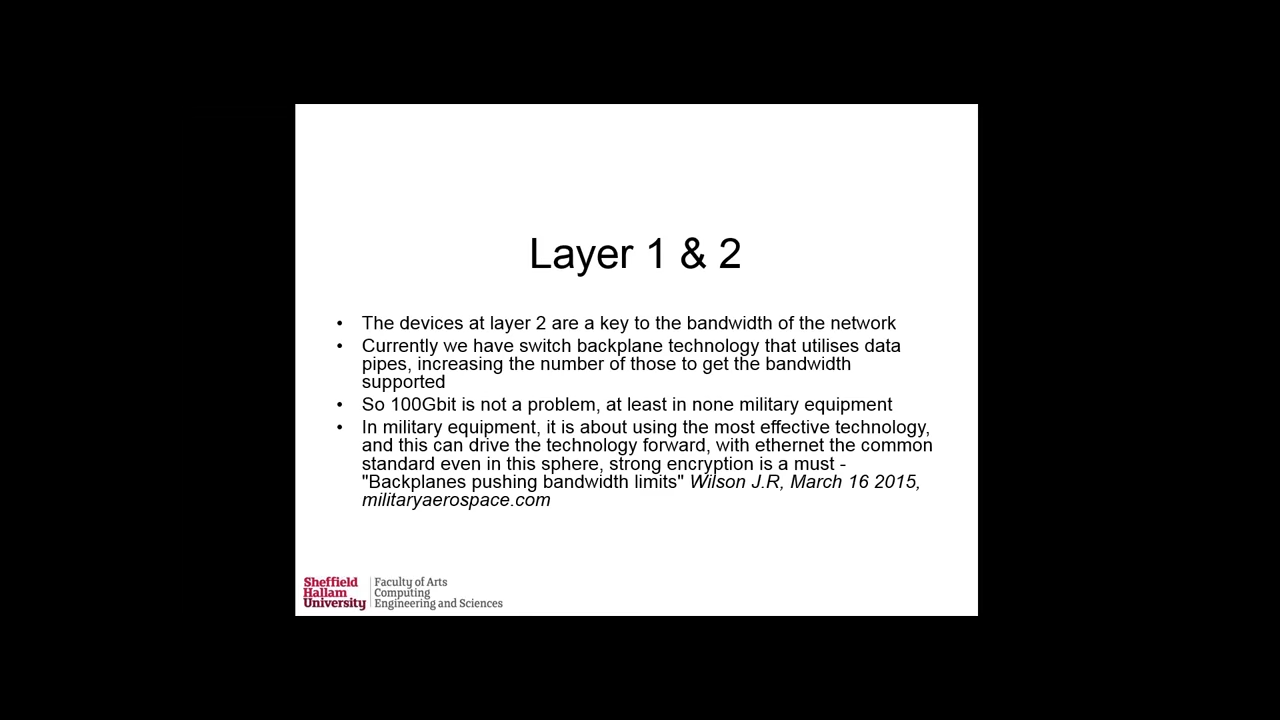 Layer 1 & 2
• The devices at layer 2 are a key to the bandwidth of the network
• Currently we have switch backplane technology that utilises data
pipes, increasing the number of those to get the bandwidth
supported
• So 100Gbit is not a problem, at least in none military equipment
• In military equipment, it is about using the most effective technology,
and this can drive the technology forward, with ethernet the common
standard even in this sphere, strong encryption is a must -
"Backplanes pushing bandwidth limits" Wilson J.R, March 16 2015,
militaryaerospace.com
Sheffield
Hallam
University
Faculty of Arts
Computing
Engineering and Sciences